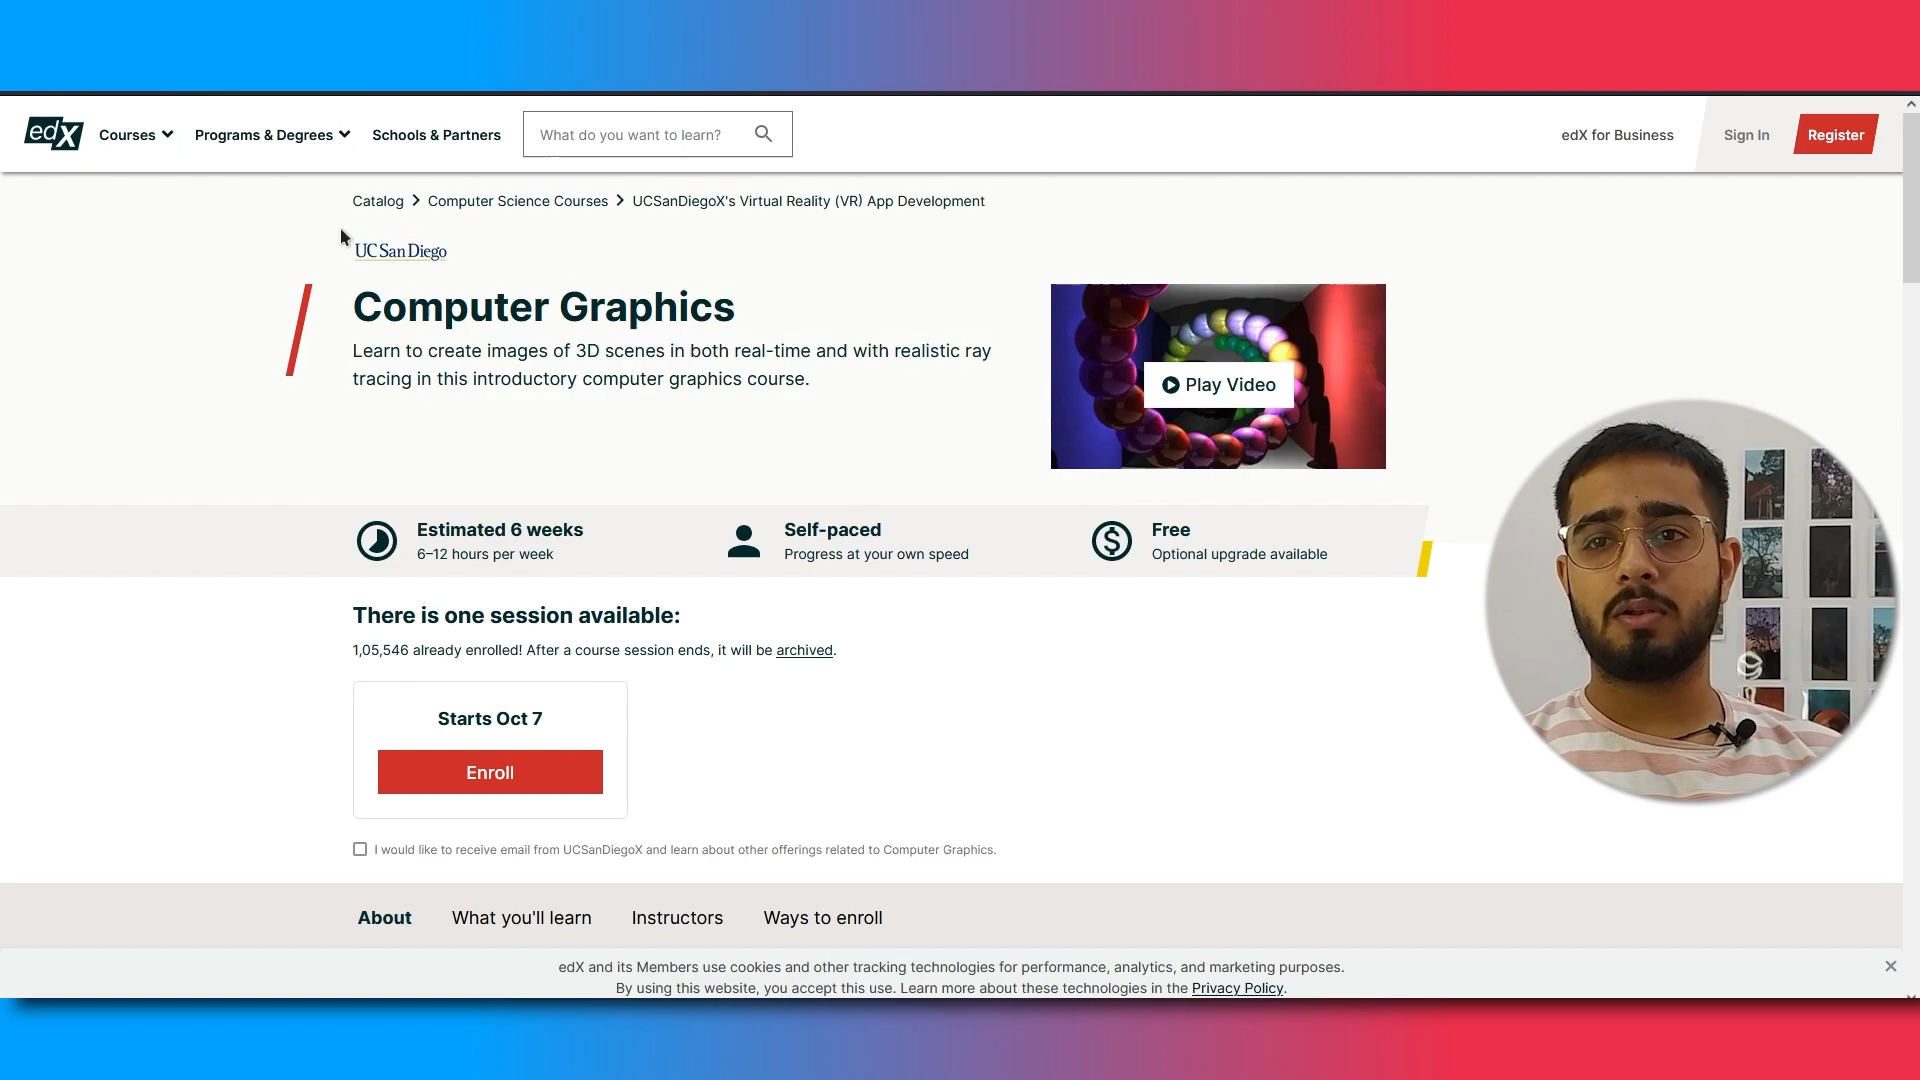 edX
Courses
Programs & Degrees
Schools & Partners
What do you want to learn?
edX for Business
Sign In
Register
Catalog > Computer Science Courses > UCSanDiegoX's Virtual Reality (VR) App Development
UC San Diego
Computer Graphics
Learn to create images of 3D scenes in both real-time and with realistic ray
tracing in this introductory computer graphics course.
Play Video
Estimated 6 weeks
6–12 hours per week
Self-paced
Progress at your own speed
Free
Optional upgrade available
There is one session available:
1,05,546 already enrolled! After a course session ends, it will be archived.
Starts Oct 7
Enroll
I would like to receive email from UCSanDiegoX and learn about other offerings related to Computer Graphics.
About
What you'll learn
Instructors
Ways to enroll
edX and its Members use cookies and other tracking technologies for performance, analytics, and marketing purposes.
By using this website, you accept this use. Learn more about these technologies in the Privacy Policy.